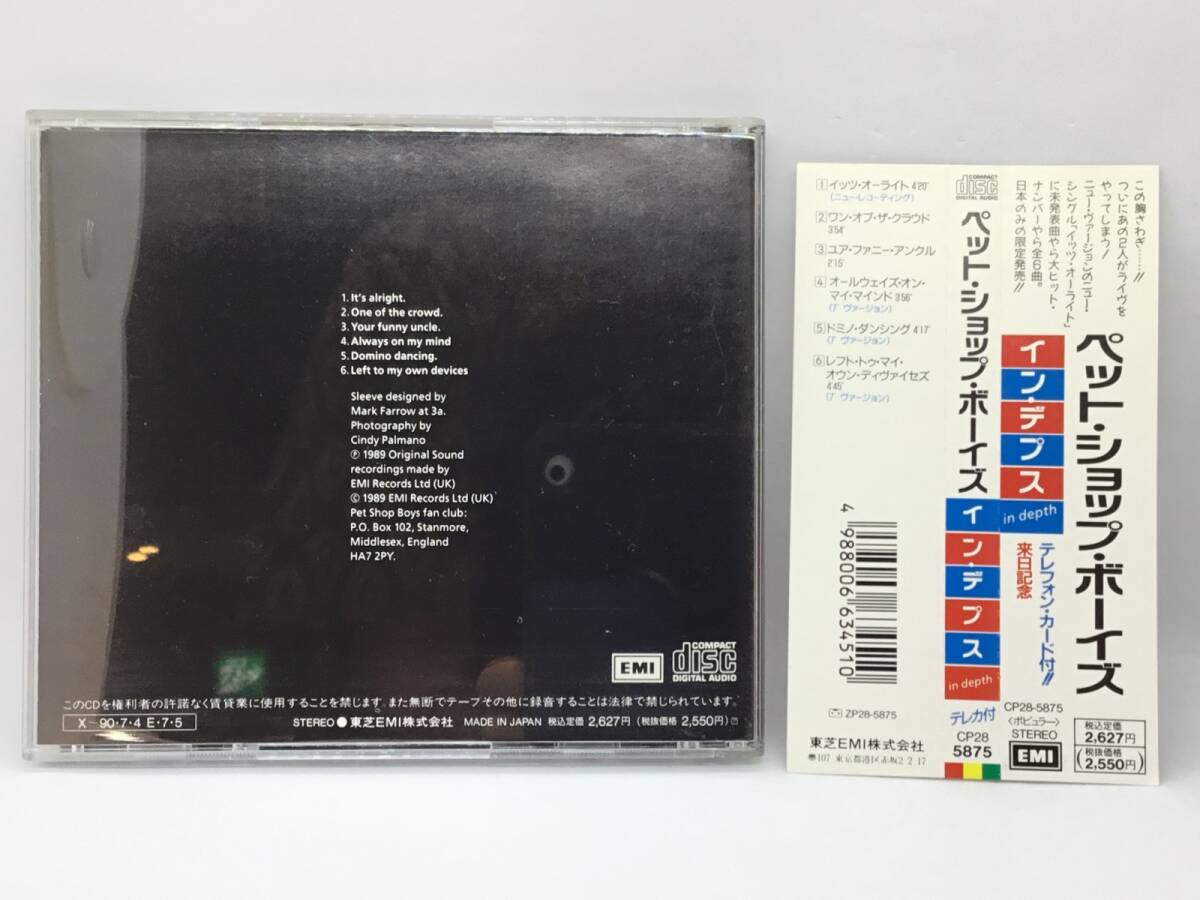 1. It's alright.
2. One of the crowd.
3. Your funny uncle.
4. Always on my mind
5. Domino dancing.
6. Left to my own devices
Sleeve designed by
Mark Farrow at 3a.
Photography by
Cindy Palmano
Ⓟ 1989 Original Sound
recordings made by
EMI Records Ltd (UK)
© 1989 EMI Records Ltd (UK)
Pet Shop Boys fan club:
P.O. Box 102, Stanmore,
Middlesex, England
HA7 2PY.
EMI
COMPACT
disc
DIGITAL AUDIO
このCDを権利者の許諾なく賃貸業に使用することを禁じます。また無断でテープその他に録音することは法律で禁じられています。
X-90・7・4 E・7・5
STEREO ● 東芝EMI株式会社 MADE IN JAPAN 税込定価 2,627円 (税抜価格 2,550円)
1 イッツ・オーライト 4'20"
(ニュー・レコーディング)
2 ワン・オブ・ザ・クラウド
3'54"
3 ユア・ファニー・アンクル
2'15"
4 オールウェイズ・オン・
マイ・マインド 3'56"
(7"ヴァージョン)
5 ドミノ・ダンシング 4'17"
(7"ヴァージョン)
6 レフト・トゥ・マイ・
オウン・ディヴァイセズ
4'45"
(7"ヴァージョン)
4 988006 634510
ZP28-5875
東芝EMI株式会社
107 東京都港区赤坂2-2-17
COMPACT
disc
DIGITAL AUDIO
ペット・ショップ・ボーイズ
イン・デプス
in depth
テレカ付
CP28
5875
この胸さわぎ……!!
ついにあの2人がライヴを
やってしまう!
ニュー・ヴァージョンのニュー・
シングル「イッツ・オーライト」
に未発表曲やら大ヒット・
ナンバーやら全6曲。
日本のみの限定発売!!
ペット・ショップ・ボーイズ
イン・デプス
in depth
テレフォン・カード付!!
来日記念
CP28-5875
〈ポピュラー〉
STEREO
EMI
税込定価
2,627円
(税抜価格
2,550円)